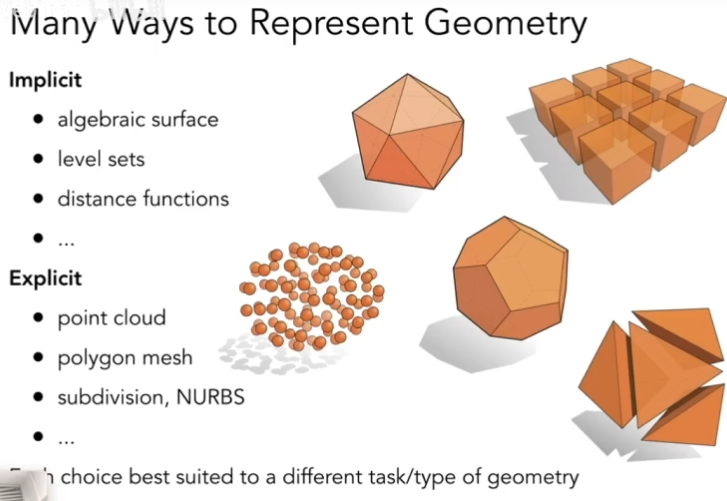 Many Ways to Represent Geometry
Implicit
• algebraic surface
• level sets
• distance functions
• ...
Explicit
• point cloud
• polygon mesh
• subdivision, NURBS
• ...
choice best suited to a different task/type of geometry